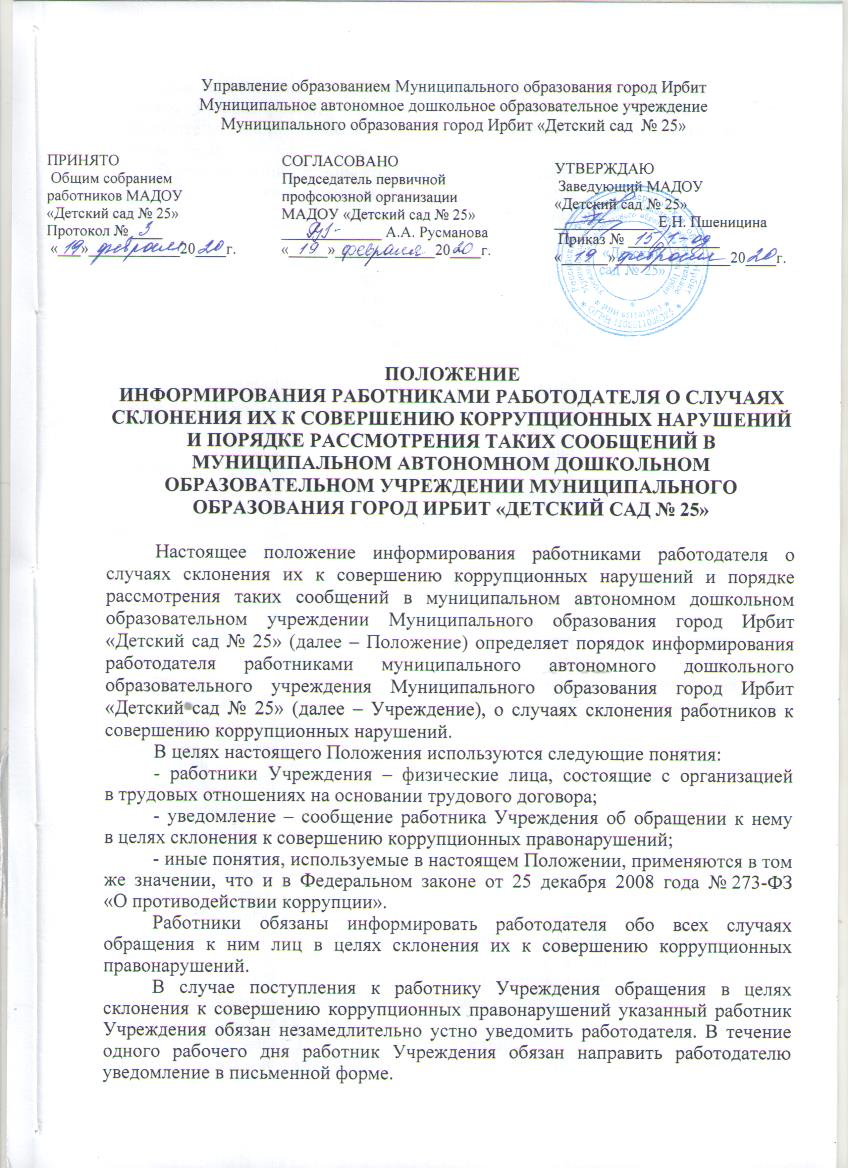 Управление образованием Муниципального образования город Ирбит
Муниципальное автономное дошкольное образовательное учреждение
Муниципального образования город Ирбит «Детский сад № 25»
ПРИНЯТО
Общим собранием
работников МАДОУ
«Детский сад № 25»
Протокол № 3
«19» февраля 2020 г.
СОГЛАСОВАНО
Председатель первичной
профсоюзной организации
МАДОУ «Детский сад № 25»
А.А. Русманова
«19» февраля 2020 г.
УТВЕРЖДАЮ
Заведующий МАДОУ
«Детский сад № 25»
Е.Н. Пшеницина
Приказ № 15/1-од
«19» февраля 2020 г.
ПОЛОЖЕНИЕ
ИНФОРМИРОВАНИЯ РАБОТНИКАМИ РАБОТОДАТЕЛЯ О СЛУЧАЯХ
СКЛОНЕНИЯ ИХ К СОВЕРШЕНИЮ КОРРУПЦИОННЫХ НАРУШЕНИЙ
И ПОРЯДКЕ РАССМОТРЕНИЯ ТАКИХ СООБЩЕНИЙ В
МУНИЦИПАЛЬНОМ АВТОНОМНОМ ДОШКОЛЬНОМ
ОБРАЗОВАТЕЛЬНОМ УЧРЕЖДЕНИИ МУНИЦИПАЛЬНОГО
ОБРАЗОВАНИЯ ГОРОД ИРБИТ «ДЕТСКИЙ САД № 25»
Настоящее положение информирования работниками работодателя о
случаях склонения их к совершению коррупционных нарушений и порядке
рассмотрения таких сообщений в муниципальном автономном дошкольном
образовательном учреждении Муниципального образования город Ирбит
«Детский сад № 25» (далее – Положение) определяет порядок информирования
работодателя работниками муниципального автономного дошкольного
образовательного учреждения Муниципального образования город Ирбит
«Детский сад № 25» (далее – Учреждение), о случаях склонения работников к
совершению коррупционных нарушений.
В целях настоящего Положения используются следующие понятия:
- работники Учреждения – физические лица, состоящие с организацией
в трудовых отношениях на основании трудового договора;
- уведомление – сообщение работника Учреждения об обращении к нему
в целях склонения к совершению коррупционных правонарушений;
- иные понятия, используемые в настоящем Положении, применяются в том
же значении, что и в Федеральном законе от 25 декабря 2008 года № 273-ФЗ
«О противодействии коррупции».
Работники обязаны информировать работодателя обо всех случаях
обращения к ним лиц в целях склонения их к совершению коррупционных
правонарушений.
В случае поступления к работнику Учреждения обращения в целях
склонения к совершению коррупционных правонарушений указанный работник
Учреждения обязан незамедлительно устно уведомить работодателя. В течение
одного рабочего дня работник Учреждения обязан направить работодателю
уведомление в письменной форме.